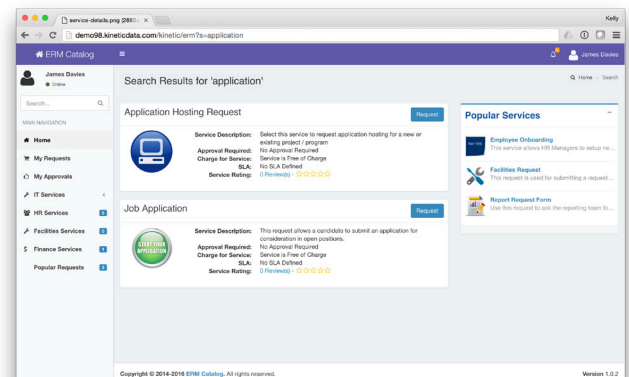 service-details.png (2880×
Kelly
demo98.kineticdata.com/kinetic/erm?s=application
ERM Catalog
James Davies
James Davies
Online
Search Results for 'application'
Home > Search
Search...
MAIN NAVIGATION
Home
My Requests
My Approvals
IT Services
HR Services
Facilities Services
Finance Services
Popular Requests
Application Hosting Request
Request
Service Description: Select this service to request application hosting for a new or
existing project / program
Approval Required: No Approval Required
Charge for Service: Service is Free of Charge
SLA: No SLA Defined
Service Rating: 0 Review(s) -
Job Application
Request
START YOUR
APPLICATION
Service Description: This request allows a candidate to submit an application for
consideration in open positions.
Approval Required: No Approval Required
Charge for Service: Service is Free of Charge
SLA: No SLA Defined
Service Rating: 0 Review(s) -
Popular Services
Employee Onboarding
This service allows HR Managers to setup ne...
Facilities Request
This request is used for submitting a request...
Report Request Form
Use this request to ask the reporting team fo...
Copyright © 2014-2016 ERM Catalog. All rights reserved.
Version 1.0.2